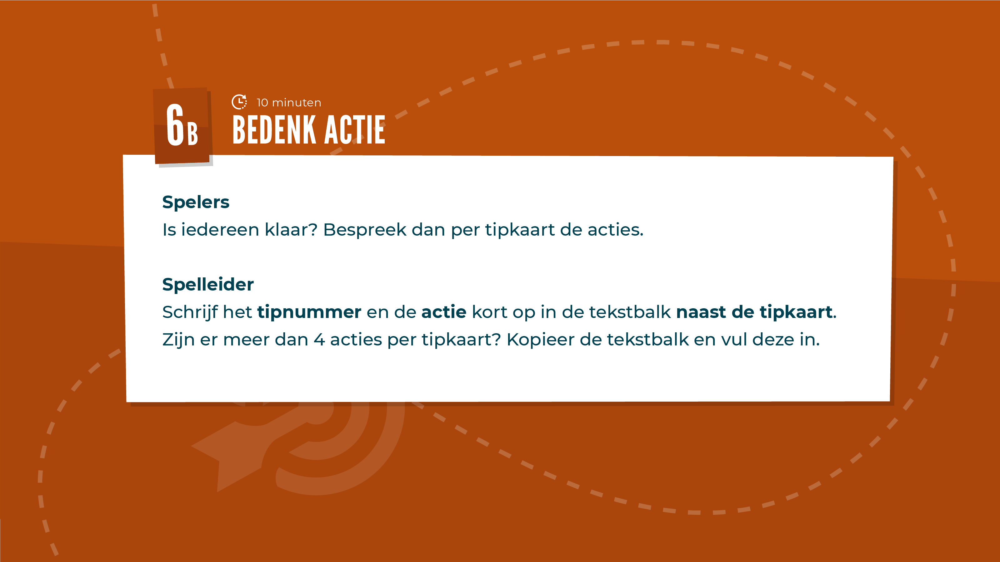 10 minuten
6B
BEDENK ACTIE
Spelers
Is iedereen klaar? Bespreek dan per tipkaart de acties.
Spelleider
Schrijf het tipnummer en de actie kort op in de tekstbalk naast de tipkaart.
Zijn er meer dan 4 acties per tipkaart? Kopieer de tekstbalk en vul deze in.